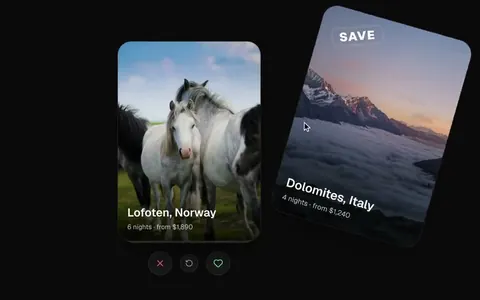 Lofoten, Norway
6 nights · from $1,890
SAVE
Dolomites, Italy
4 nights · from $1,240